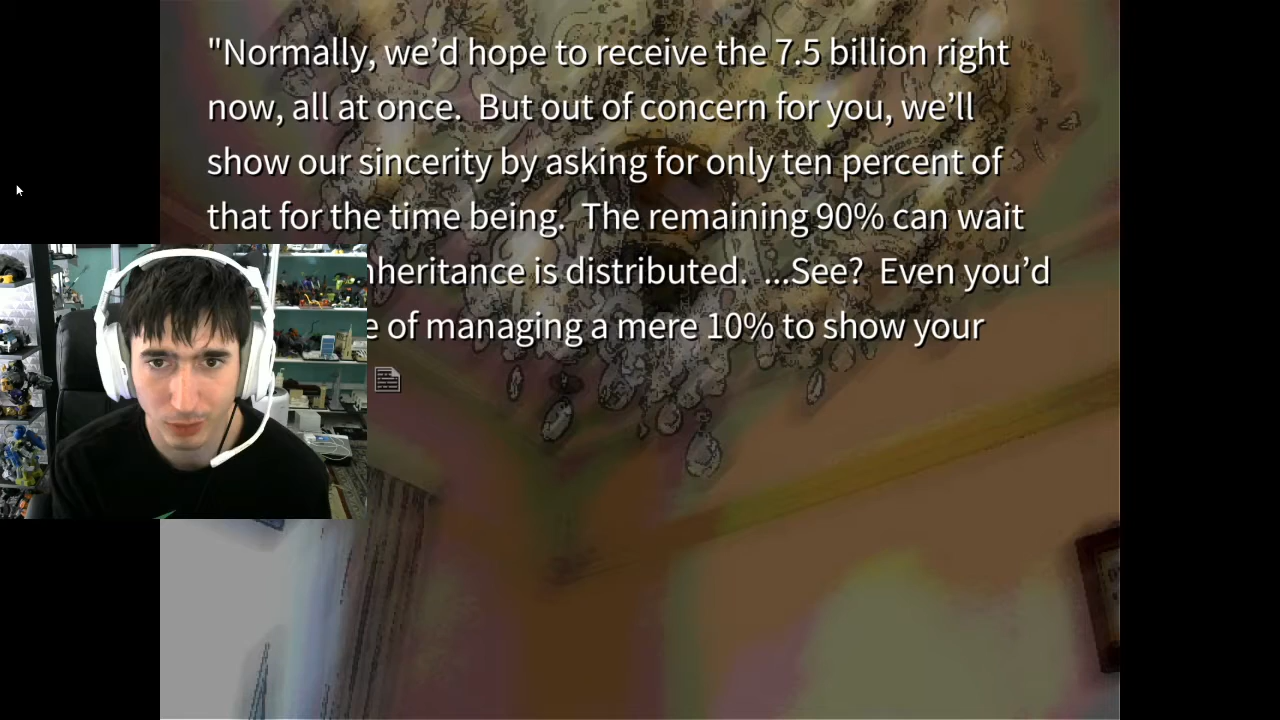 "Normally, we’d hope to receive the 7.5 billion right
now, all at once.  But out of concern for you, we’ll
show our sincerity by asking for only ten percent of
that for the time being.  The remaining 90% can wait
is distributed.  ...See?  Even you’d
of managing a mere 10% to show your